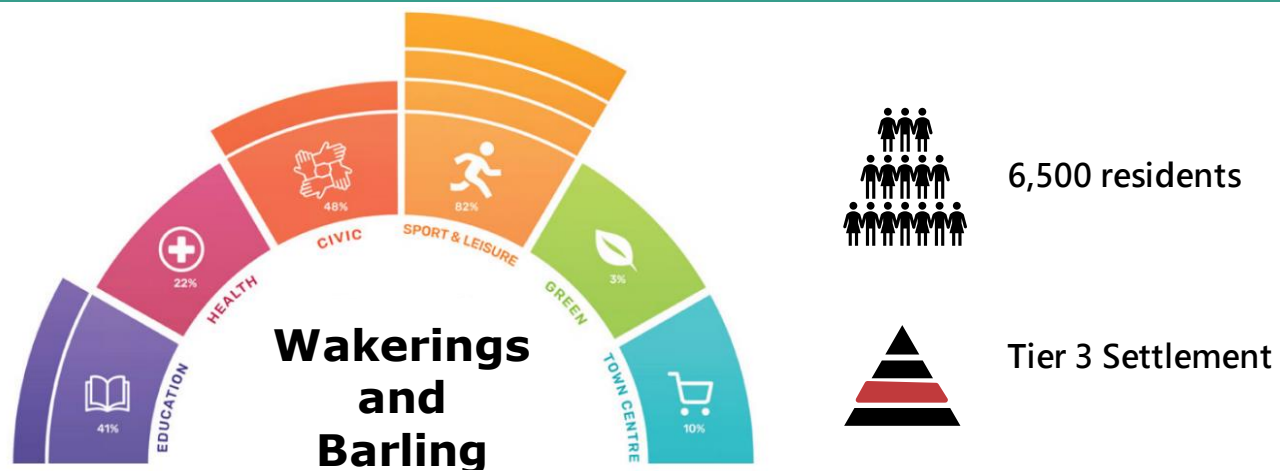 41%
EDUCATION
22%
HEALTH
48%
CIVIC
82%
SPORT & LEISURE
3%
GREEN
10%
TOWN CENTRE
Wakerings
and
Barling
6,500 residents
Tier 3 Settlement